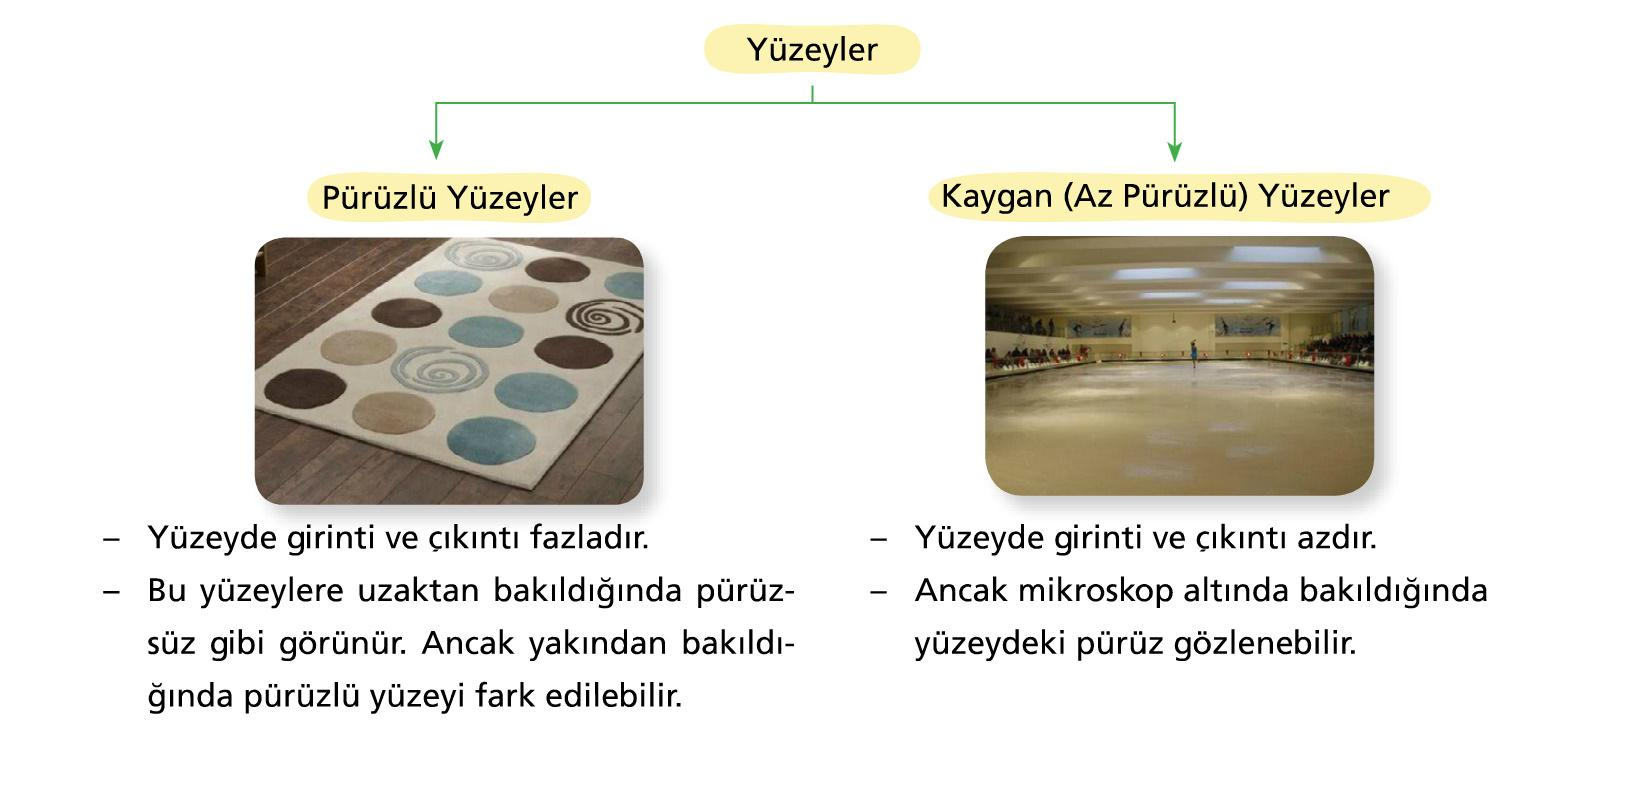 Yüzeyler
Pürüzlü Yüzeyler
Kaygan (Az Pürüzlü) Yüzeyler
– Yüzeyde girinti ve çıkıntı fazladır.
– Bu yüzeylere uzaktan bakıldığında pürüz-
süz gibi görünür. Ancak yakından bakıldı-
ğında pürüzlü yüzeyi fark edilebilir.
– Yüzeyde girinti ve çıkıntı azdır.
– Ancak mikroskop altında bakıldığında
yüzeydeki pürüz gözlenebilir.